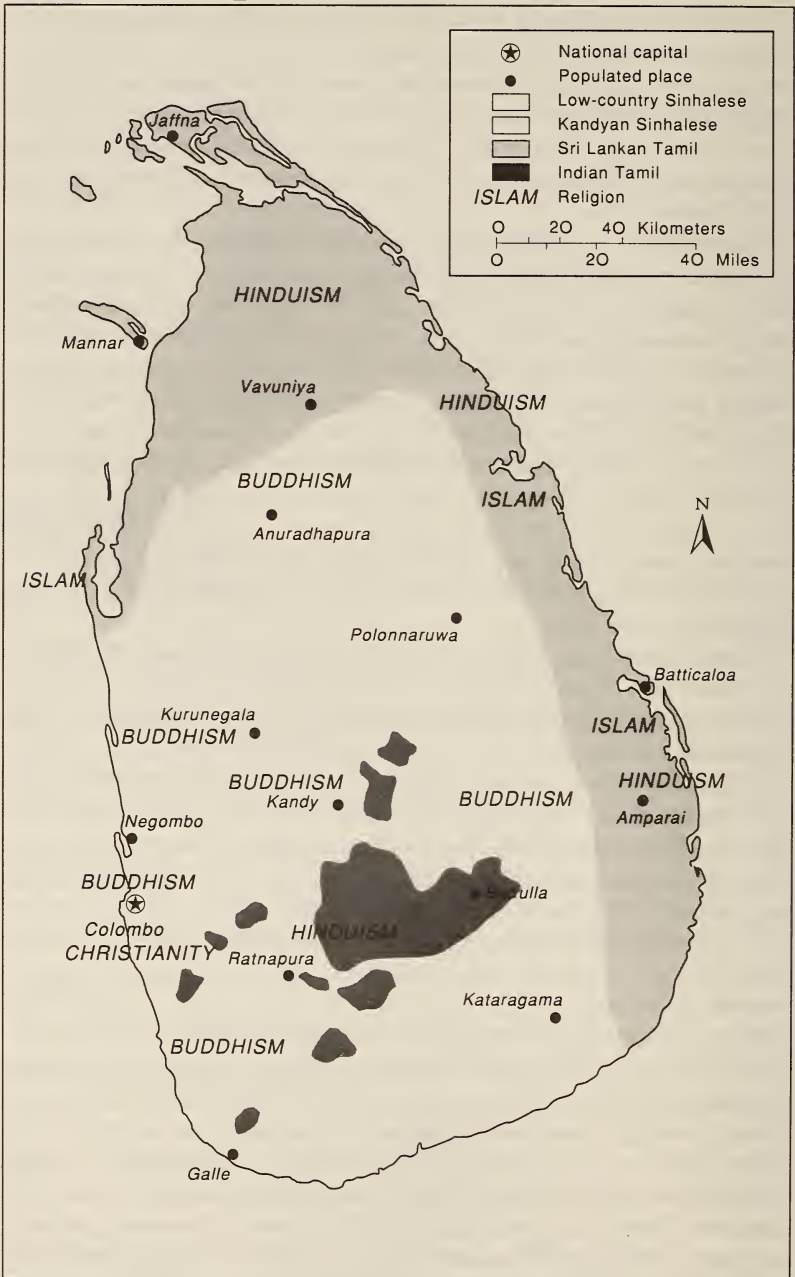 National capital
Populated place
Low-country Sinhalese
Kandyan Sinhalese
Sri Lankan Tamil
Indian Tamil
ISLAM Religion
0 20 40 Kilometers
0 20 40 Miles
Jaffna
HINDUISM
Mannar
Vavuniya
HINDUISM
BUDDHISM
ISLAM
N
Anuradhapura
ISLAM
Polonnaruwa
Batticaloa
Kurunegala
ISLAM
BUDDHISM
BUDDHISM
HINDUISM
Kandy
BUDDHISM
Amparai
Negombo
BUDDHISM
Badulla
Colombo
HINDUISM
CHRISTIANITY
Ratnapura
Kataragama
BUDDHISM
Galle